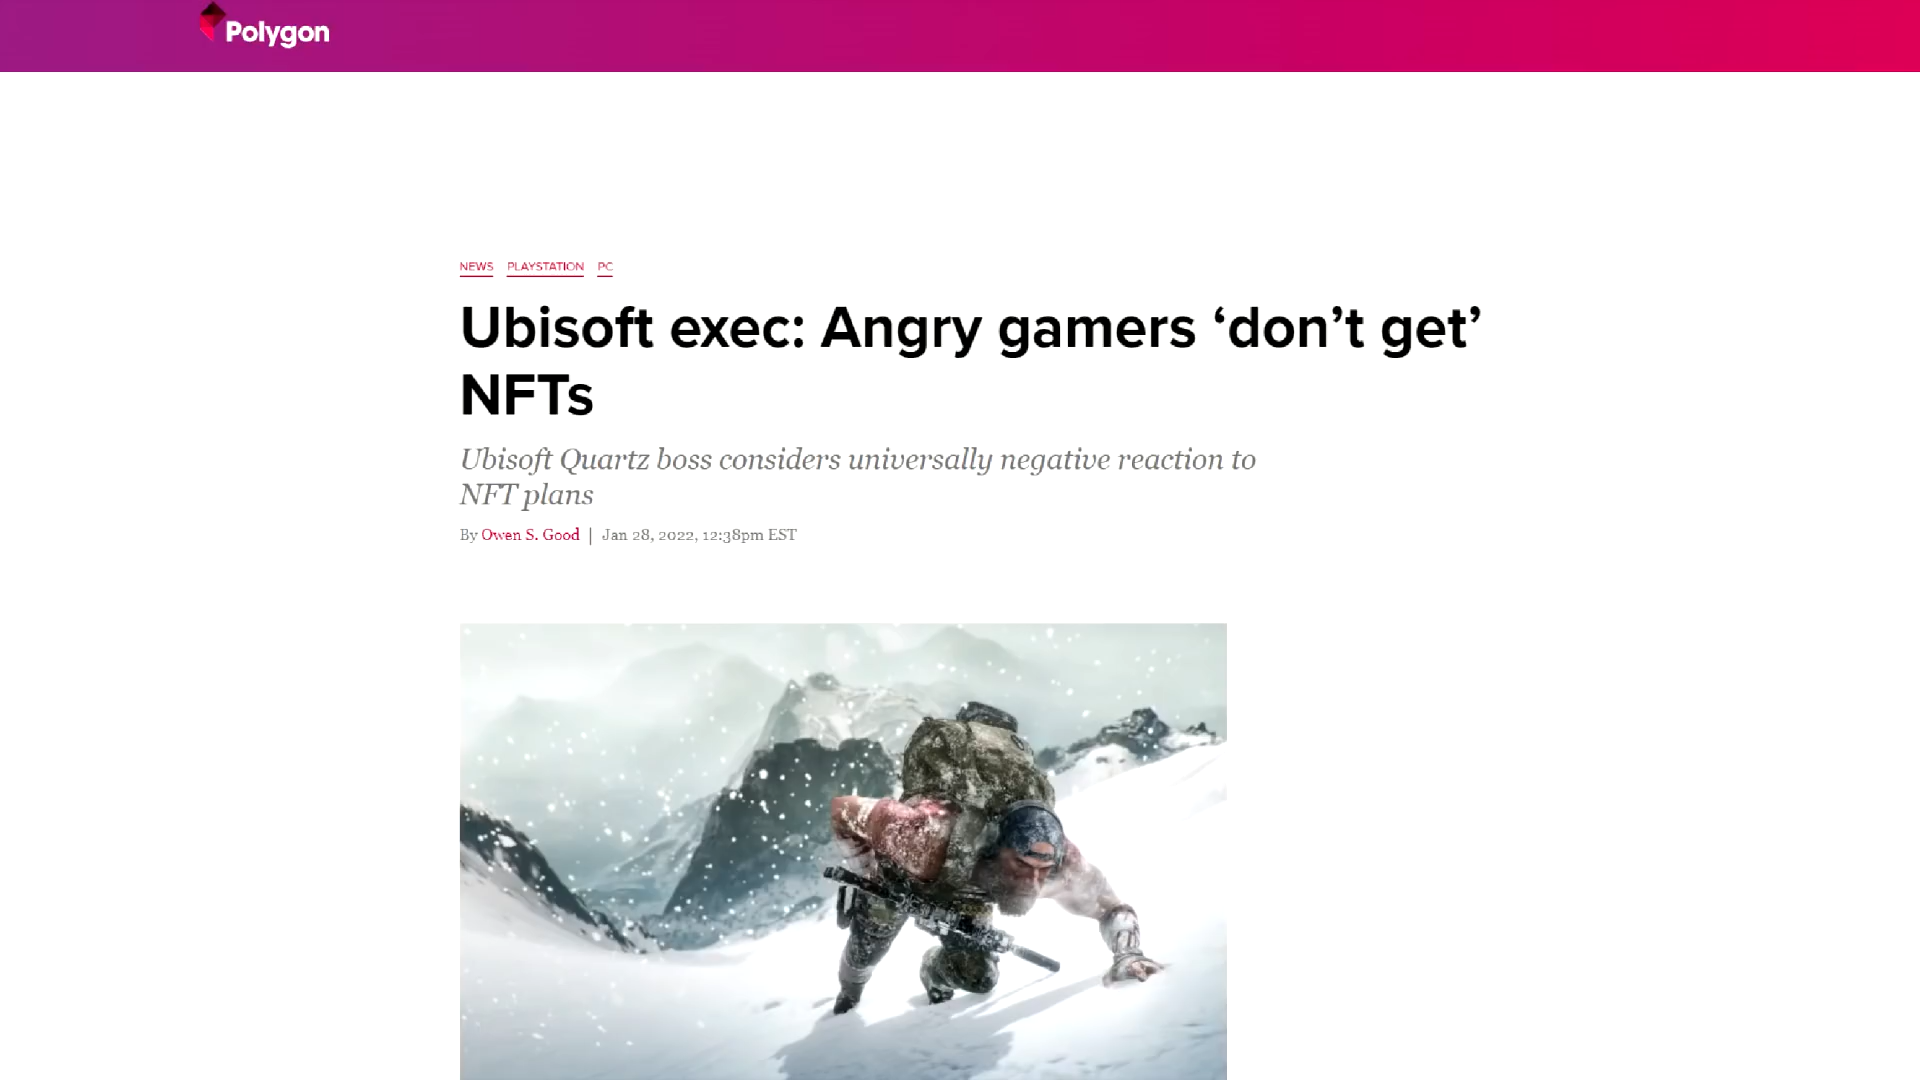 Polygon
NEWS PLAYSTATION PC
Ubisoft exec: Angry gamers ‘don’t get’
NFTs
Ubisoft Quartz boss considers universally negative reaction to
NFT plans
By Owen S. Good | Jan 28, 2022, 12:38pm EST